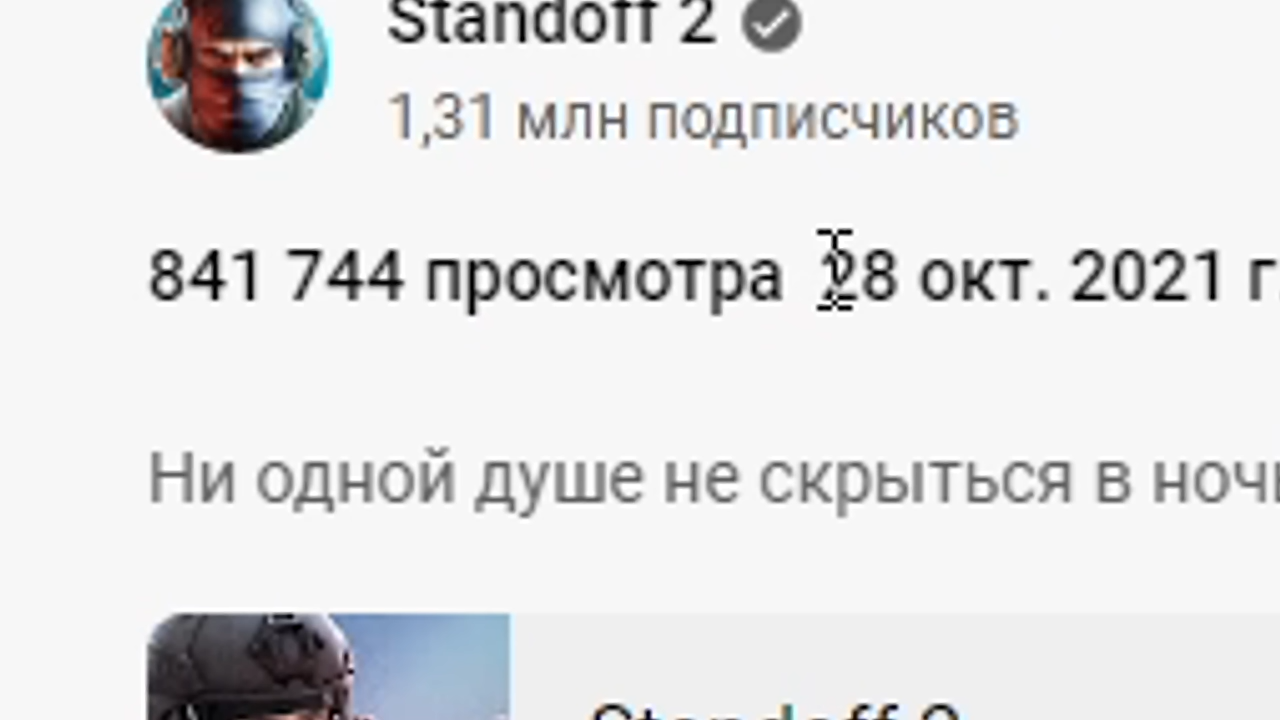 Standoff 2
1,31 млн подписчиков
841 744 просмотра 28 окт. 2021 г.
Ни одной душе не скрыться в ночь
Standoff 2